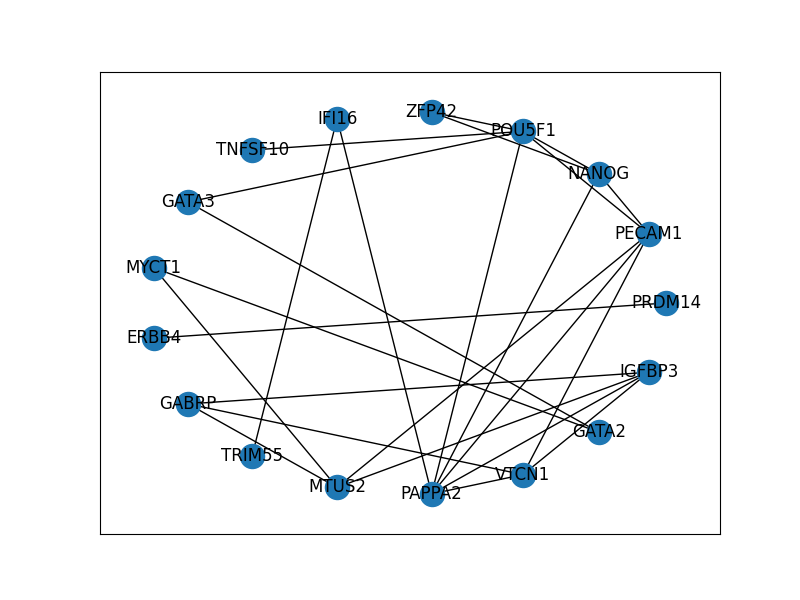 ZFP42
IFI16
POU5F1
TNFSF10
NANOG
GATA3
PECAM1
MYCT1
PRDM14
ERBB4
IGFBP3
GABRP
GATA2
TRIM55
VTCN1
MTUS2
PAPPA2